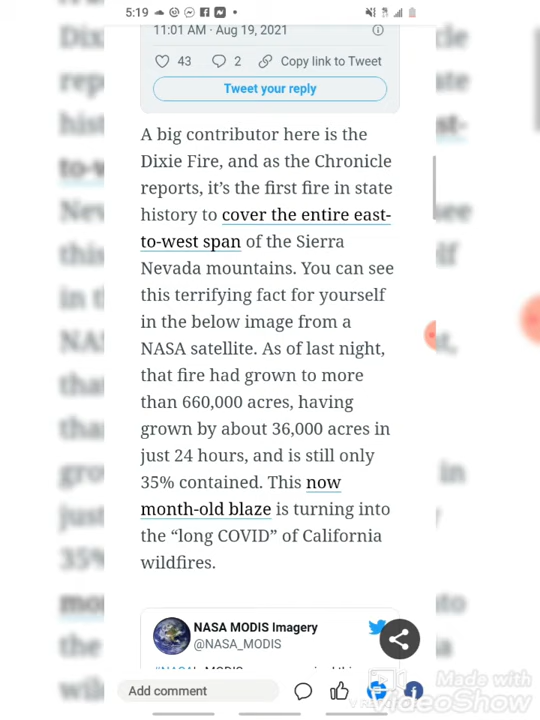 5:19
11:01 AM · Aug 19, 2021
43 2 Copy link to Tweet
Tweet your reply
A big contributor here is the
Dixie Fire, and as the Chronicle
reports, it's the first fire in state
history to cover the entire east-
to-west span of the Sierra
Nevada mountains. You can see
this terrifying fact for yourself
in the below image from a
NASA satellite. As of last night,
that fire had grown to more
than 660,000 acres, having
grown by about 36,000 acres in
just 24 hours, and is still only
35% contained. This now
month-old blaze is turning into
the “long COVID” of California
wildfires.
NASA MODIS Imagery
@NASA_MODIS
Add comment
Made with
VideoShow